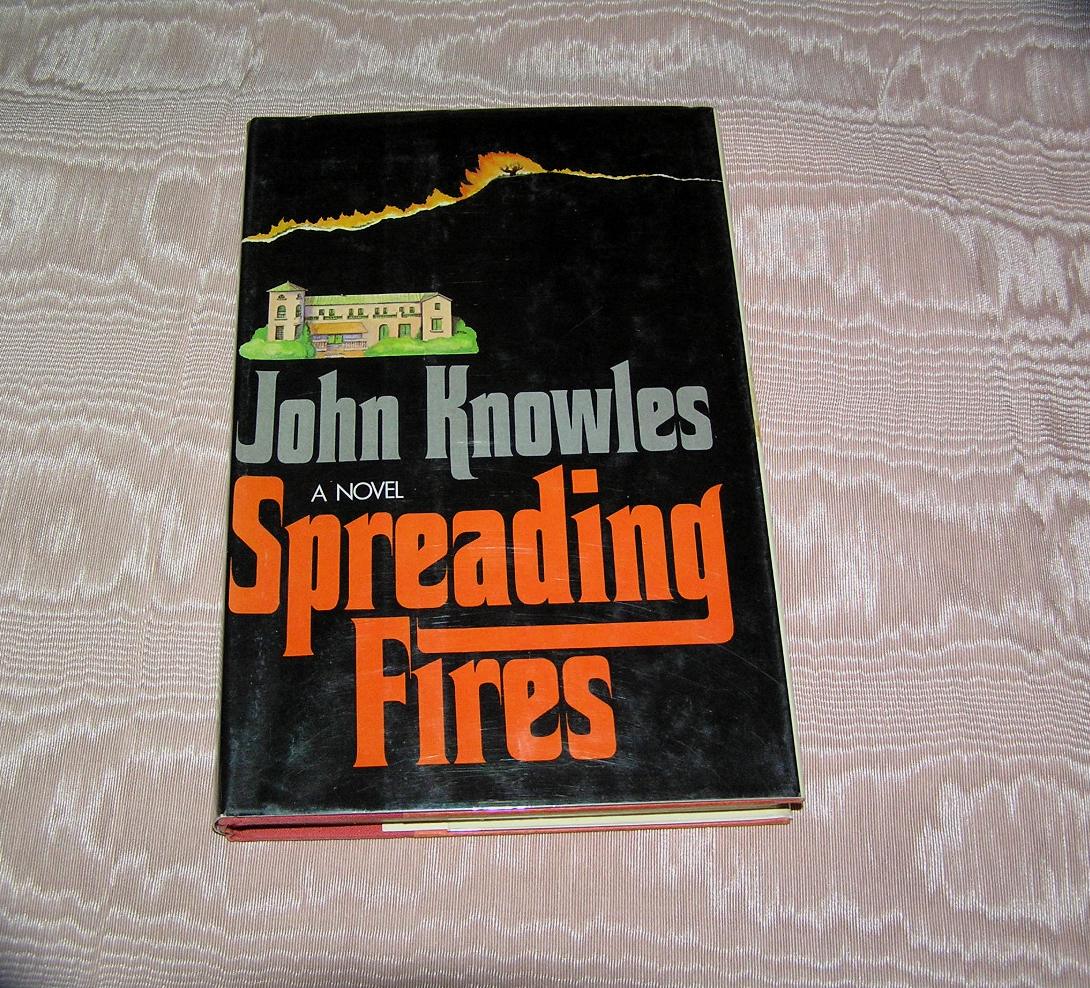 John Knowles
A NOVEL
Spreading
Fires